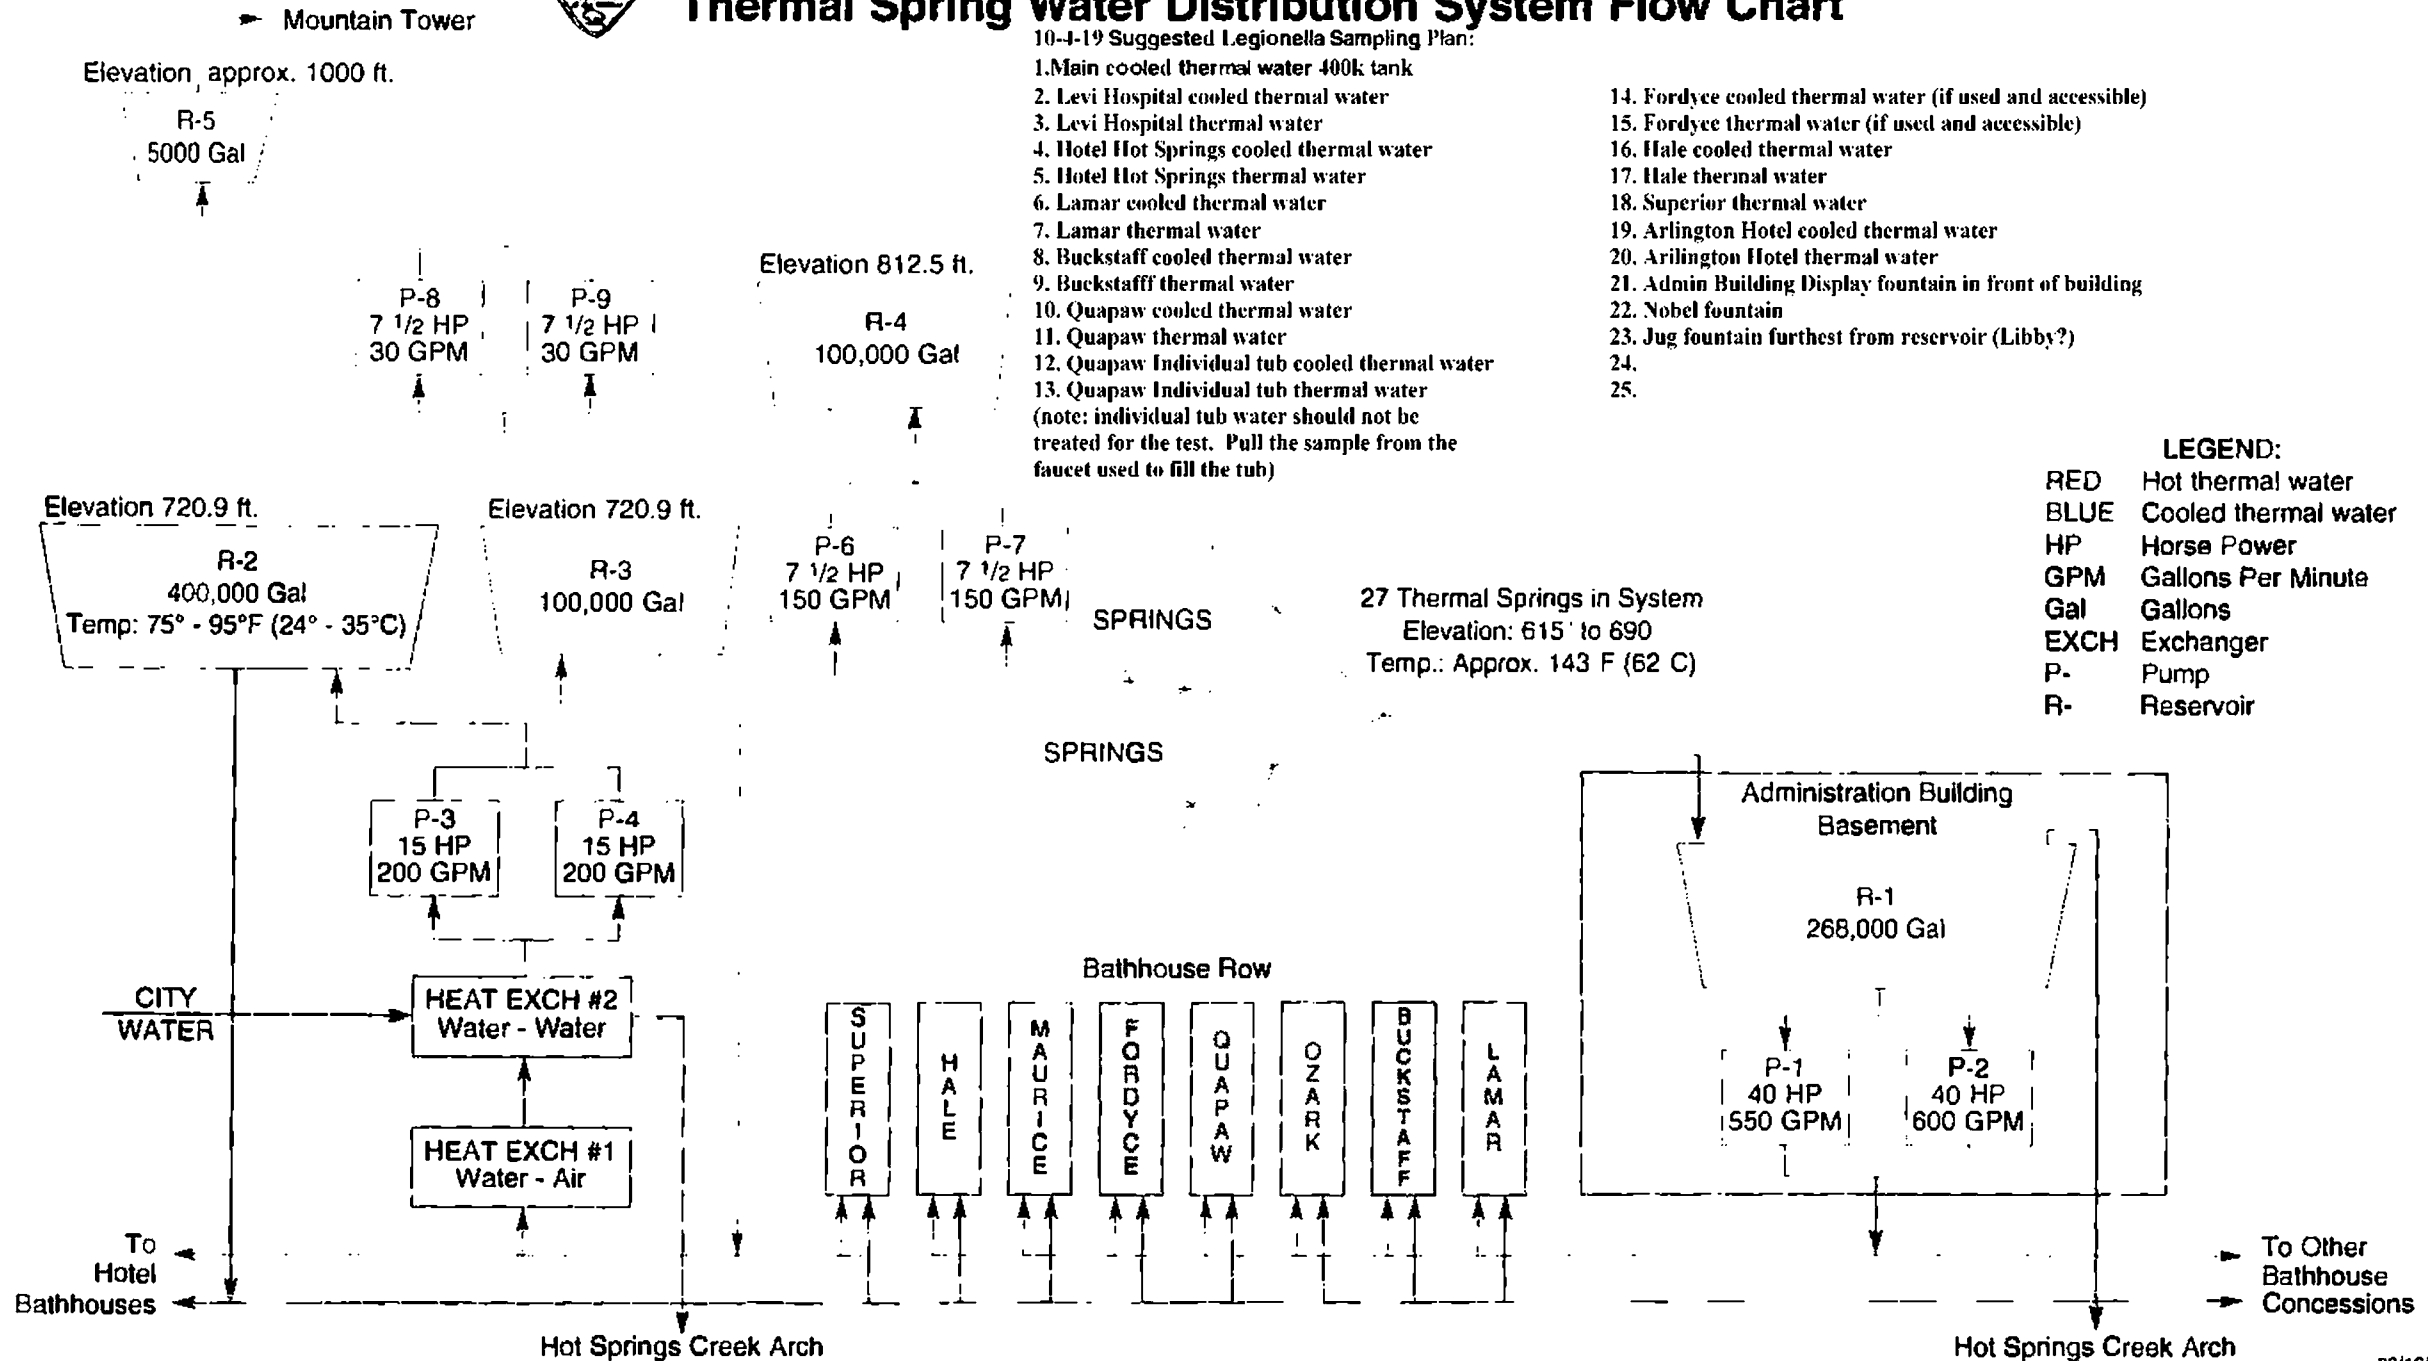 Thermal Spring Water Distribution System Flow Chart
Mountain Tower
Elevation approx. 1000 ft.
R-5
5000 Gal
10-4-19 Suggested Legionella Sampling Plan:
1.Main cooled thermal water 400k tank
2. Levi Hospital cooled thermal water
3. Levi Hospital thermal water
4. Hotel Hot Springs cooled thermal water
5. Hotel Hot Springs thermal water
6. Lamar cooled thermal water
7. Lamar thermal water
8. Buckstaff cooled thermal water
9. Buckstafff thermal water
10. Quapaw cooled thermal water
11. Quapaw thermal water
12. Quapaw Individual tub cooled thermal water
13. Quapaw Individual tub thermal water
(note: individual tub water should not be
treated for the test. Pull the sample from the
faucet used to fill the tub)
14. Fordyce cooled thermal water (if used and accessible)
15. Fordyce thermal water (if used and accessible)
16. Hale cooled thermal water
17. Hale thermal water
18. Superior thermal water
19. Arlington Hotel cooled thermal water
20. Arilington Hotel thermal water
21. Admin Building Display fountain in front of building
22. Nobel fountain
23. Jug fountain furthest from reservoir (Libby?)
24.
25.
P-8
7 1/2 HP
30 GPM
P-9
7 1/2 HP
30 GPM
Elevation 812.5 ft.
R-4
100,000 Gal
LEGEND:
RED Hot thermal water
BLUE Cooled thermal water
HP Horse Power
GPM Gallons Per Minute
Gal Gallons
EXCH Exchanger
P- Pump
R- Reservoir
Elevation 720.9 ft.
R-2
400,000 Gal
Temp: 75° - 95°F (24° - 35°C)
Elevation 720.9 ft.
R-3
100,000 Gal
P-6
7 1/2 HP
150 GPM
P-7
7 1/2 HP
150 GPM
SPRINGS
27 Thermal Springs in System
Elevation: 615' to 690
Temp.: Approx. 143 F (62 C)
SPRINGS
P-3
15 HP
200 GPM
P-4
15 HP
200 GPM
Administration Building
Basement
R-1
268,000 Gal
P-1
40 HP
550 GPM
P-2
40 HP
600 GPM
CITY
WATER
HEAT EXCH #2
Water - Water
HEAT EXCH #1
Water - Air
Bathhouse Row
SUPERIOR
HALE
MAURICE
FORDYCE
QUAPAW
OZARK
BUCKSTAFF
LAMAR
To
Hotel
Bathhouses
To Other
Bathhouse
Concessions
Hot Springs Creek Arch
Hot Springs Creek Arch